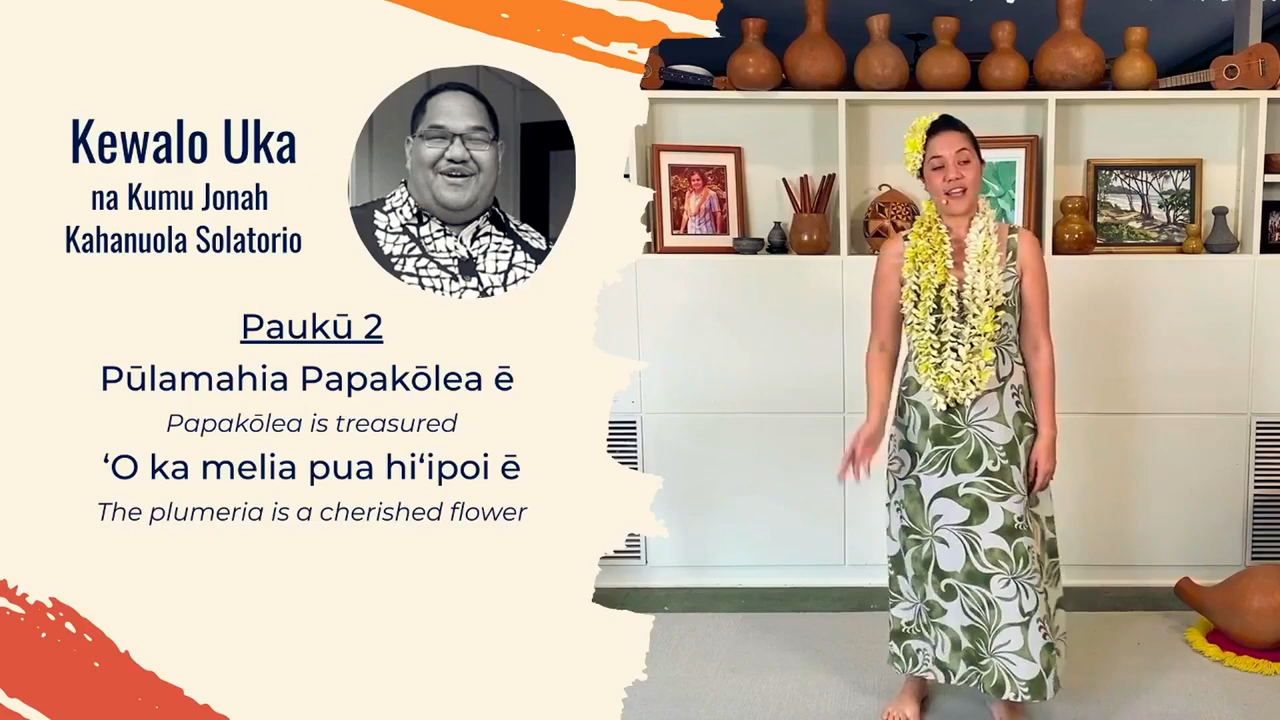 Kewalo Uka
na Kumu Jonah
Kahanuola Solatorio
Paukū 2
Pūlamahia Papakōlea ē
Papakōlea is treasured
ʻO ka melia pua hiʻipoi ē
The plumeria is a cherished flower